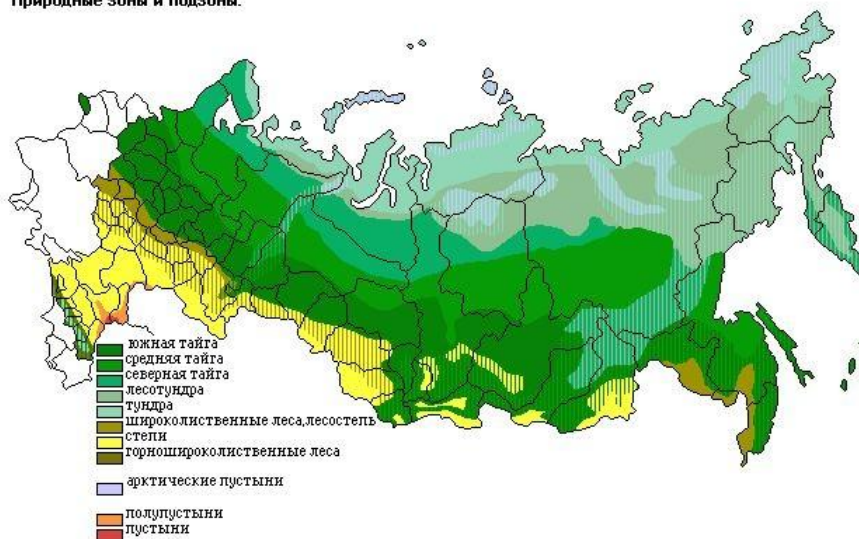 Природные зоны и подзоны.
южная тайга
средняя тайга
северная тайга
лесотундра
тундра
широколиственные леса,лесостепь
степи
горношироколиственные леса
арктические пустыни
полупустыни
пустыни